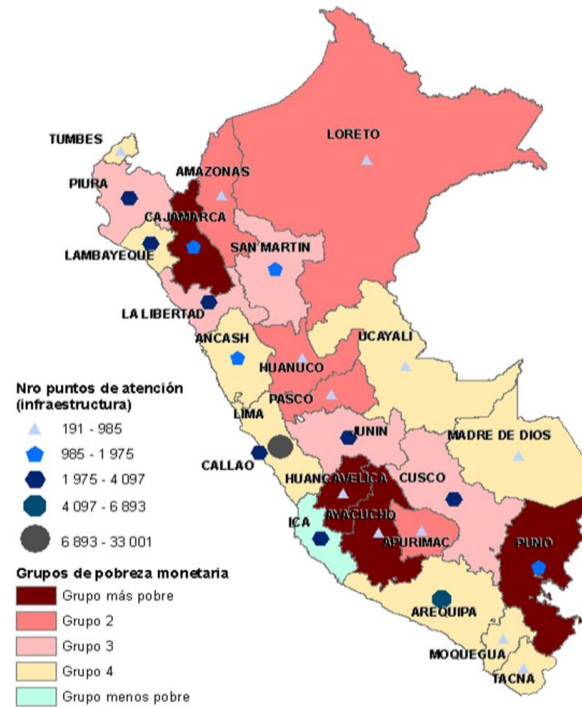 LORETO
TUMBES
AMAZONAS
PIURA
CAJAMARCA
SAN MARTIN
LAMBAYEQUE
LA LIBERTAD
ANCASH
UCAYALI
HUANUCO
PASCO
LIMA
JUNIN
MADRE DE DIOS
CALLAO
CUSCO
HUANCAVELICA
ICA
AYACUCHO
APURIMAC
PUNO
AREQUIPA
MOQUEGUA
TACNA
Nro puntos de atención
(infraestructura)
191 - 985
985 - 1 975
1 975 - 4 097
4 097 - 6 893
6 893 - 33 001
Grupos de pobreza monetaria
Grupo más pobre
Grupo 2
Grupo 3
Grupo 4
Grupo menos pobre